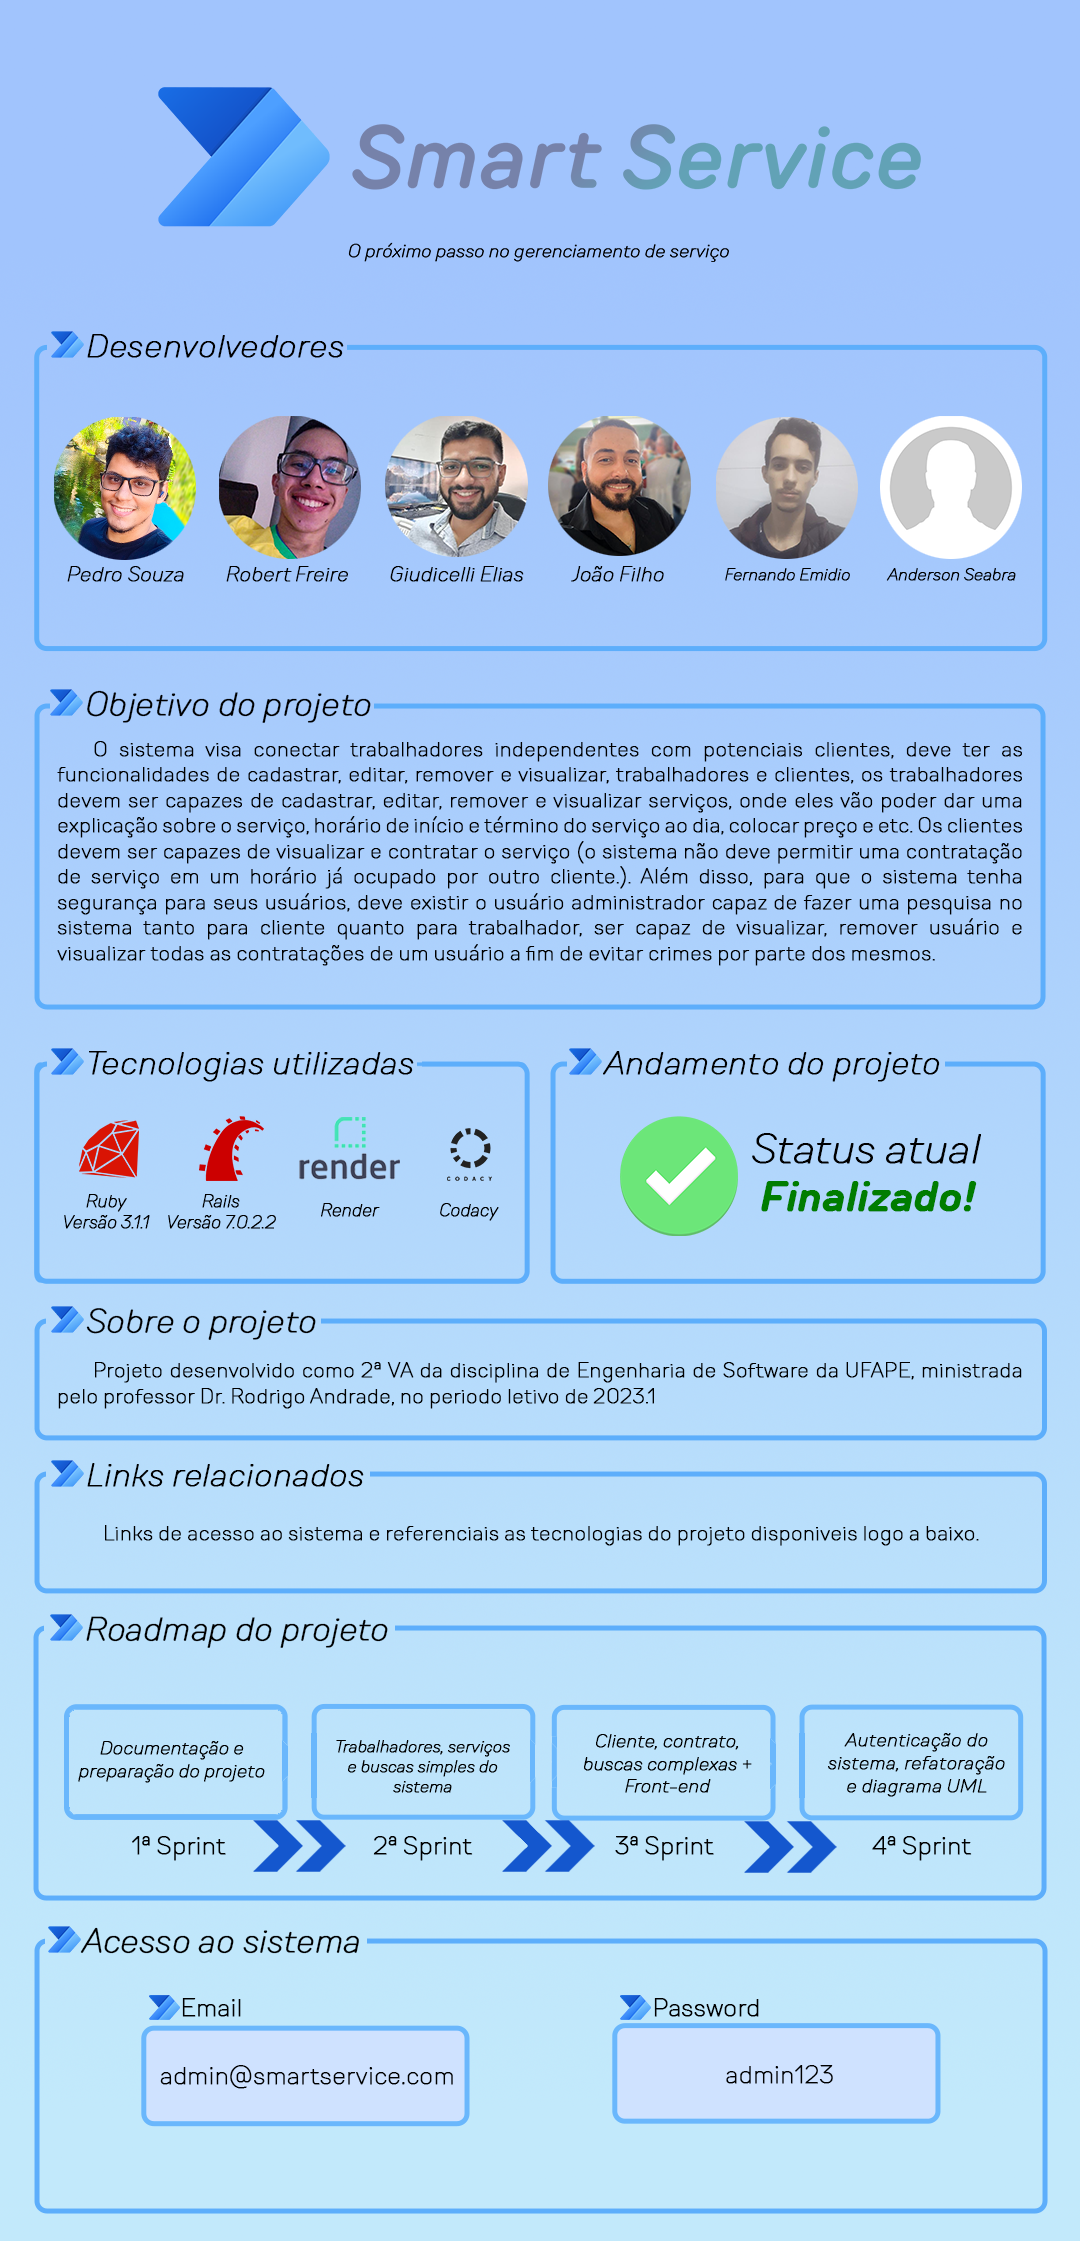 Smart Service
O próximo passo no gerenciamento de serviço
Desenvolvedores
Pedro Souza
Robert Freire
Giudicelli Elias
João Filho
Fernando Emidio
Anderson Seabra
Objetivo do projeto
O sistema visa conectar trabalhadores independentes com potenciais clientes, deve ter as
funcionalidades de cadastrar, editar, remover e visualizar, trabalhadores e clientes, os trabalhadores
devem ser capazes de cadastrar, editar, remover e visualizar serviços, onde eles vão poder dar uma
explicação sobre o serviço, horário de início e término do serviço ao dia, colocar preço e etc. Os clientes
devem ser capazes de visualizar e contratar o serviço (o sistema não deve permitir uma contratação
de serviço em um horário já ocupado por outro cliente.). Além disso, para que o sistema tenha
segurança para seus usuários, deve existir o usuário administrador capaz de fazer uma pesquisa no
sistema tanto para cliente quanto para trabalhador, ser capaz de visualizar, remover usuário e
visualizar todas as contratações de um usuário a fim de evitar crimes por parte dos mesmos.
Tecnologias utilizadas
Ruby
Versão 3.1.1
Rails
Versão 7.0.2.2
render
Render
CODACY
Codacy
Andamento do projeto
Status atual
Finalizado!
Sobre o projeto
Projeto desenvolvido como 2ª VA da disciplina de Engenharia de Software da UFAPE, ministrada
pelo professor Dr. Rodrigo Andrade, no periodo letivo de 2023.1
Links relacionados
Links de acesso ao sistema e referenciais as tecnologias do projeto disponiveis logo a baixo.
Roadmap do projeto
Documentação e
preparação do projeto
1ª Sprint
Trabalhadores, serviços
e buscas simples do
sistema
2ª Sprint
Cliente, contrato,
buscas complexas +
Front-end
3ª Sprint
Autenticação do
sistema, refatoração
e diagrama UML
4ª Sprint
Acesso ao sistema
Email
admin@smartservice.com
Password
admin123